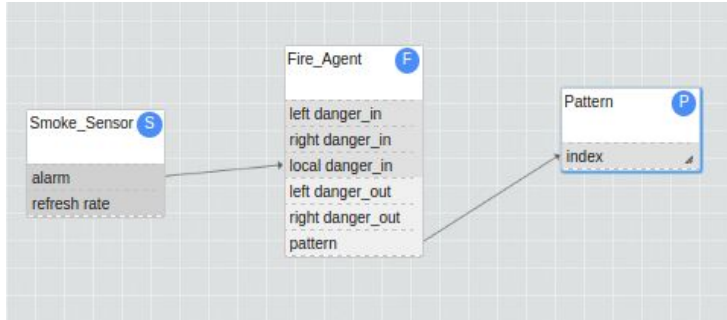 Smoke_Sensor S
alarm
refresh rate
Fire_Agent F
left danger_in
right danger_in
local danger_in
left danger_out
right danger_out
pattern
Pattern P
index